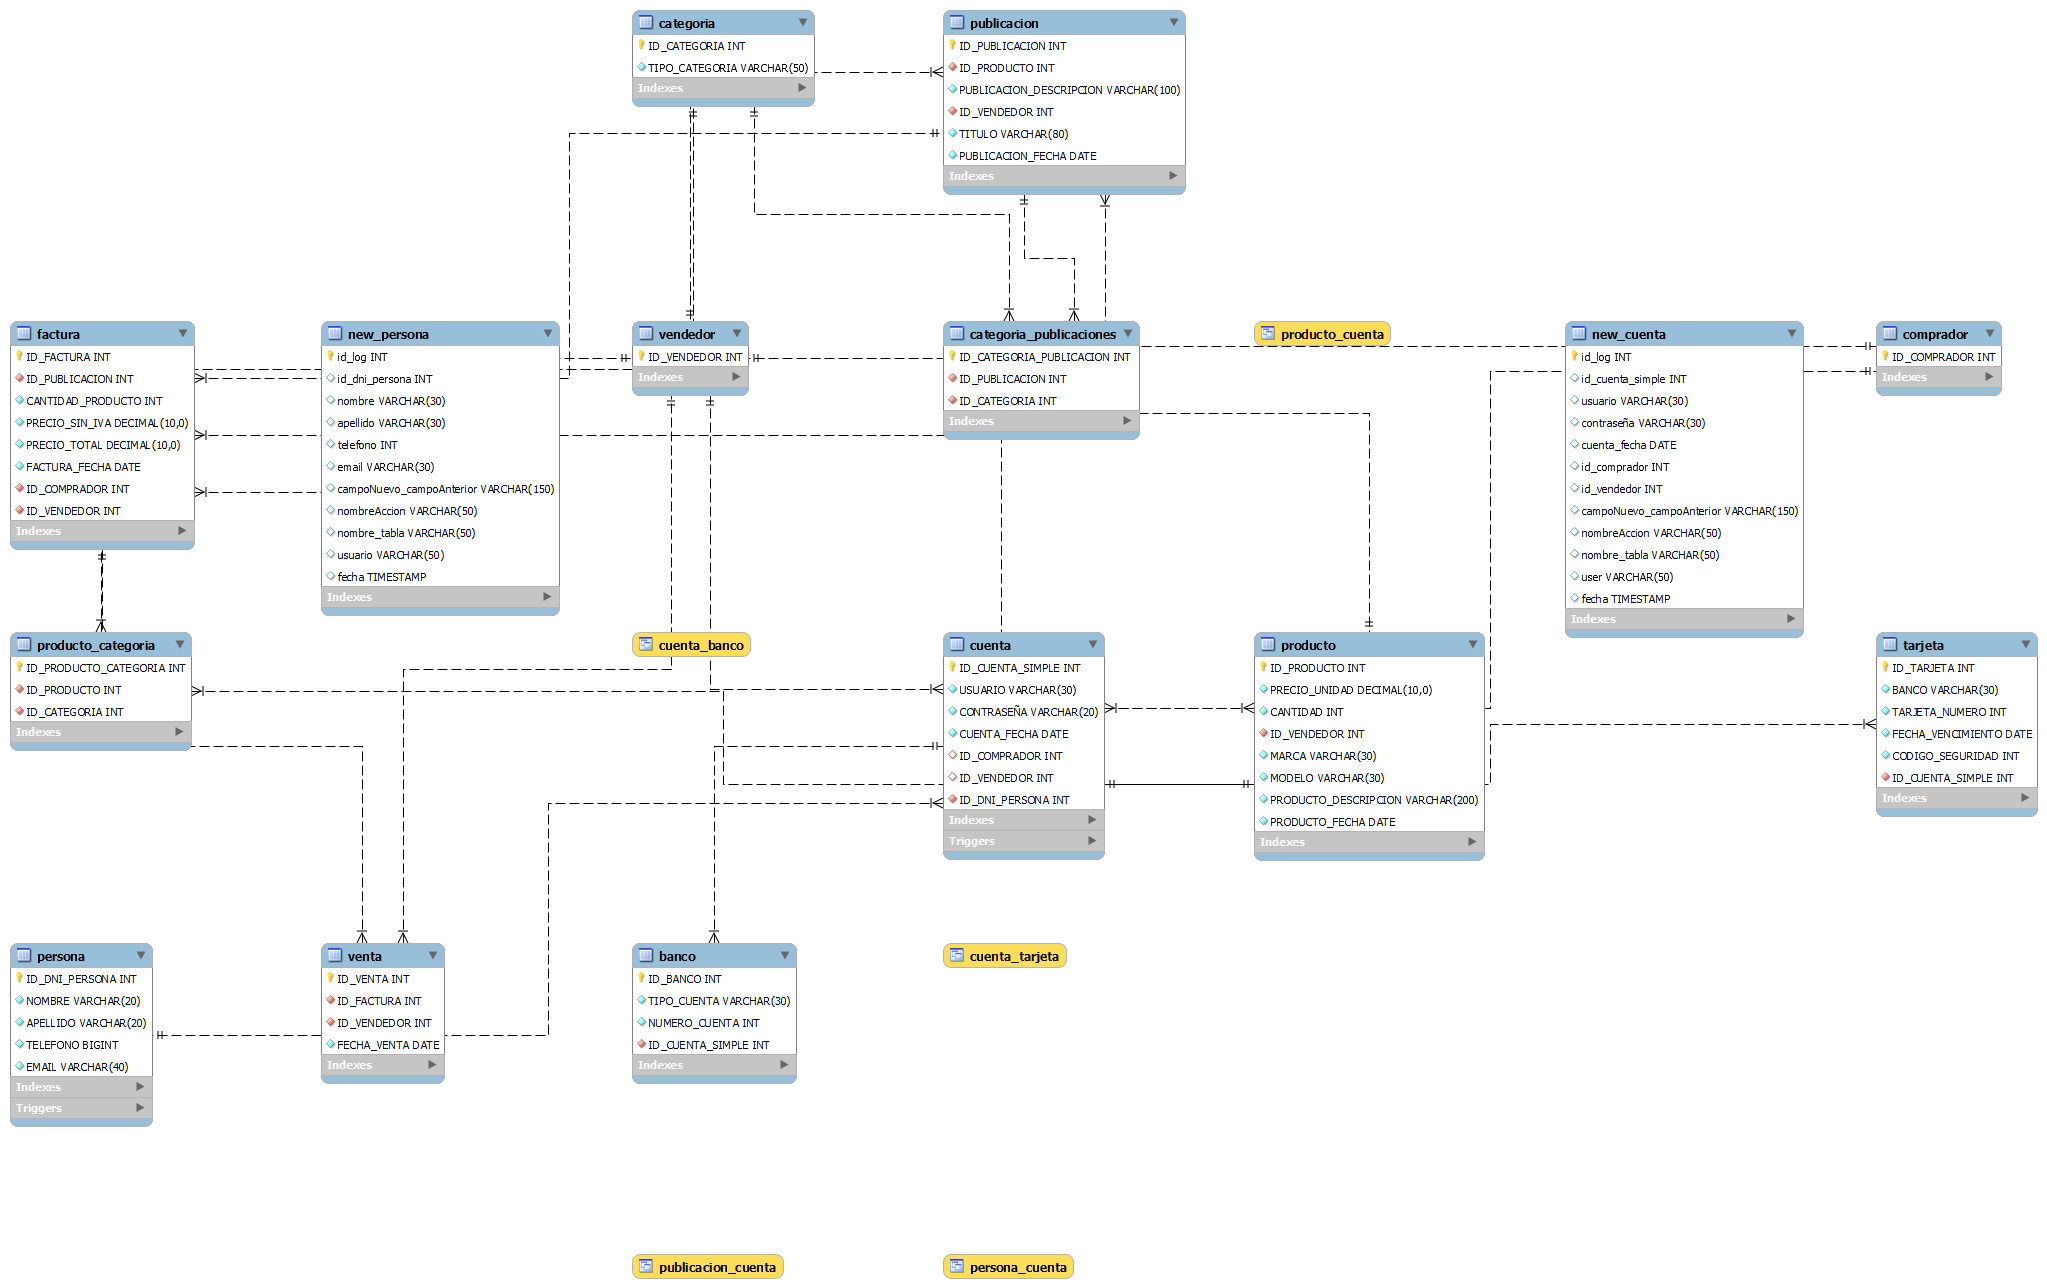 categoria
ID_CATEGORIA INT
TIPO_CATEGORIA VARCHAR(50)
Indexes
publicacion
ID_PUBLICACION INT
ID_PRODUCTO INT
PUBLICACION_DESCRIPCION VARCHAR(100)
ID_VENDEDOR INT
TITULO VARCHAR(80)
PUBLICACION_FECHA DATE
Indexes
factura
ID_FACTURA INT
ID_PUBLICACION INT
CANTIDAD_PRODUCTO INT
PRECIO_SIN_IVA DECIMAL(10,0)
PRECIO_TOTAL DECIMAL(10,0)
FACTURA_FECHA DATE
ID_COMPRADOR INT
ID_VENDEDOR INT
Indexes
new_persona
id_log INT
id_dni_persona INT
nombre VARCHAR(30)
apellido VARCHAR(30)
telefono INT
email VARCHAR(30)
campoNuevo_campoAnterior VARCHAR(150)
nombreAccion VARCHAR(50)
nombre_tabla VARCHAR(50)
usuario VARCHAR(50)
fecha TIMESTAMP
Indexes
vendedor
ID_VENDEDOR INT
Indexes
categoria_publicaciones
ID_CATEGORIA_PUBLICACION INT
ID_PUBLICACION INT
ID_CATEGORIA INT
Indexes
producto_cuenta
new_cuenta
id_log INT
id_cuenta_simple INT
usuario VARCHAR(30)
contraseña VARCHAR(30)
cuenta_fecha DATE
id_comprador INT
id_vendedor INT
campoNuevo_campoAnterior VARCHAR(150)
nombreAccion VARCHAR(50)
nombre_tabla VARCHAR(50)
user VARCHAR(50)
fecha TIMESTAMP
Indexes
comprador
ID_COMPRADOR INT
Indexes
producto_categoria
ID_PRODUCTO_CATEGORIA INT
ID_PRODUCTO INT
ID_CATEGORIA INT
Indexes
cuenta_banco
cuenta
ID_CUENTA_SIMPLE INT
USUARIO VARCHAR(30)
CONTRASEÑA VARCHAR(20)
CUENTA_FECHA DATE
ID_COMPRADOR INT
ID_VENDEDOR INT
ID_DNI_PERSONA INT
Indexes
Triggers
producto
ID_PRODUCTO INT
PRECIO_UNIDAD DECIMAL(10,0)
CANTIDAD INT
ID_VENDEDOR INT
MARCA VARCHAR(30)
MODELO VARCHAR(30)
PRODUCTO_DESCRIPCION VARCHAR(200)
PRODUCTO_FECHA DATE
Indexes
tarjeta
ID_TARJETA INT
BANCO VARCHAR(30)
TARJETA_NUMERO INT
FECHA_VENCIMIENTO DATE
CODIGO_SEGURIDAD INT
ID_CUENTA_SIMPLE INT
Indexes
persona
ID_DNI_PERSONA INT
NOMBRE VARCHAR(20)
APELLIDO VARCHAR(20)
TELEFONO BIGINT
EMAIL VARCHAR(40)
Indexes
Triggers
venta
ID_VENTA INT
ID_FACTURA INT
ID_VENDEDOR INT
FECHA_VENTA DATE
Indexes
banco
ID_BANCO INT
TIPO_CUENTA VARCHAR(30)
NUMERO_CUENTA INT
ID_CUENTA_SIMPLE INT
Indexes
cuenta_tarjeta
publicacion_cuenta
persona_cuenta